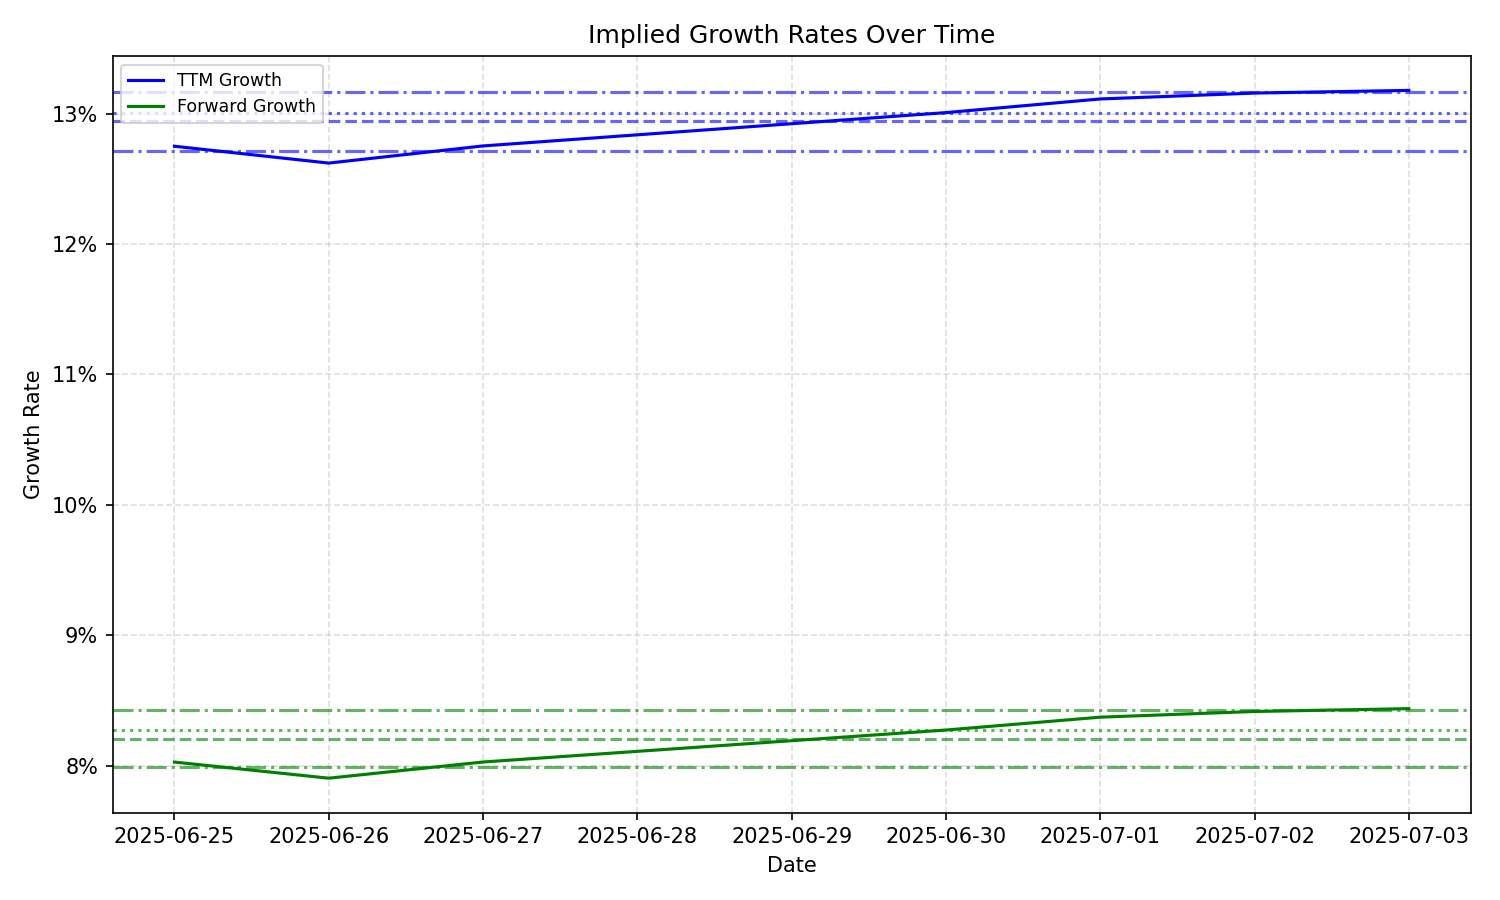 Implied Growth Rates Over Time
TTM Growth
Forward Growth
13%
12%
11%
10%
9%
8%
Growth Rate
2025-06-25 2025-06-26 2025-06-27 2025-06-28 2025-06-29 2025-06-30 2025-07-01 2025-07-02 2025-07-03
Date